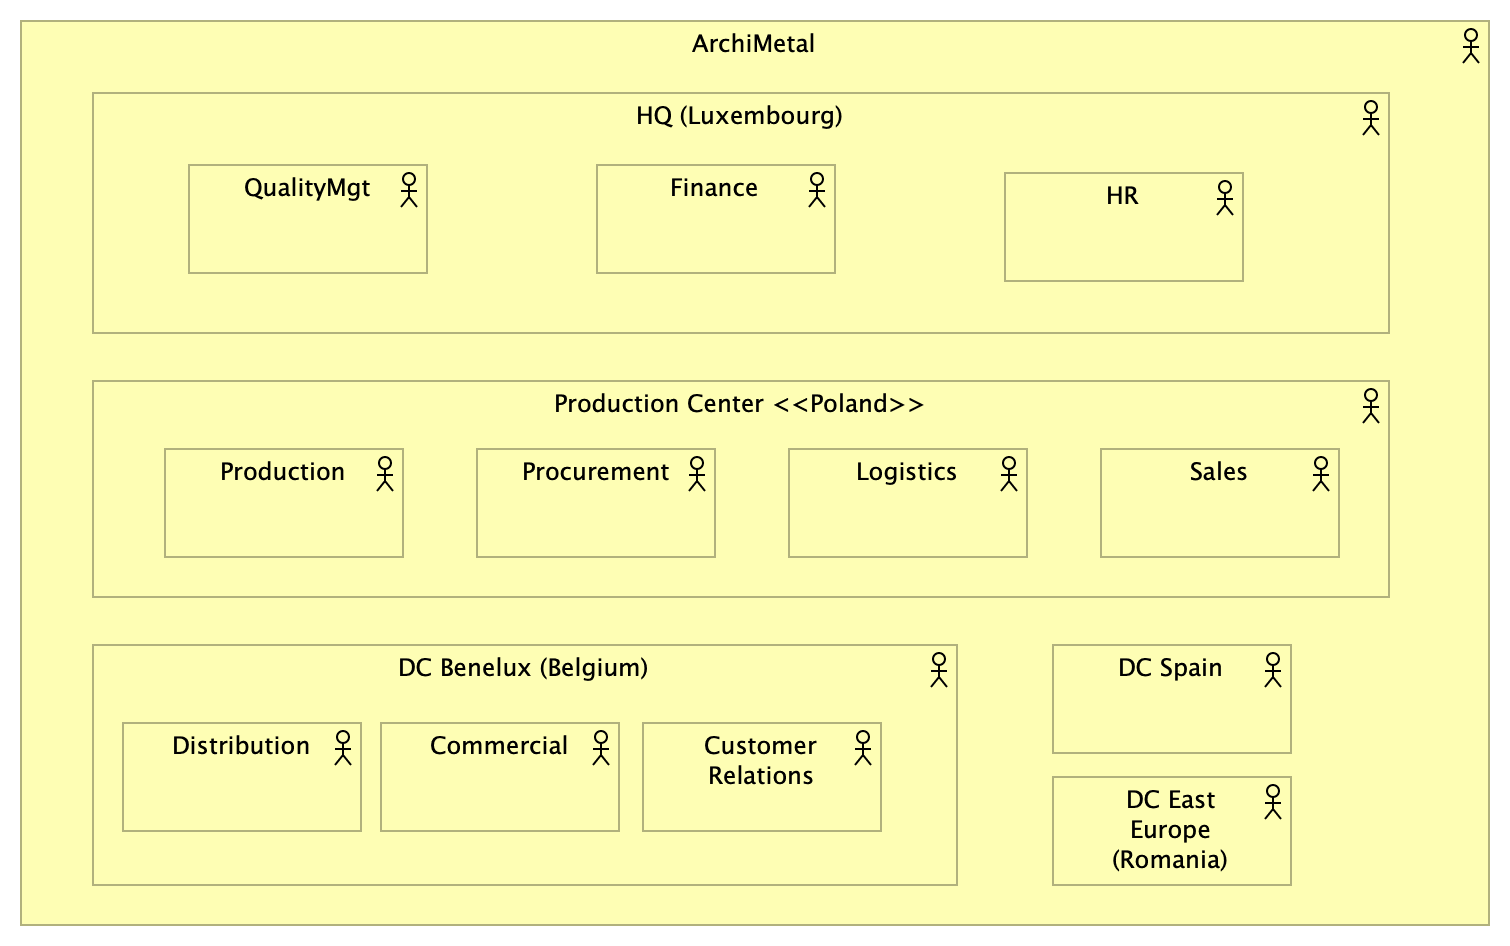 ArchiMetal
HQ (Luxembourg)
QualityMgt
Finance
HR
Production Center <<Poland>>
Production
Procurement
Logistics
Sales
DC Benelux (Belgium)
Distribution
Commercial
Customer
Relations
DC Spain
DC East
Europe
(Romania)